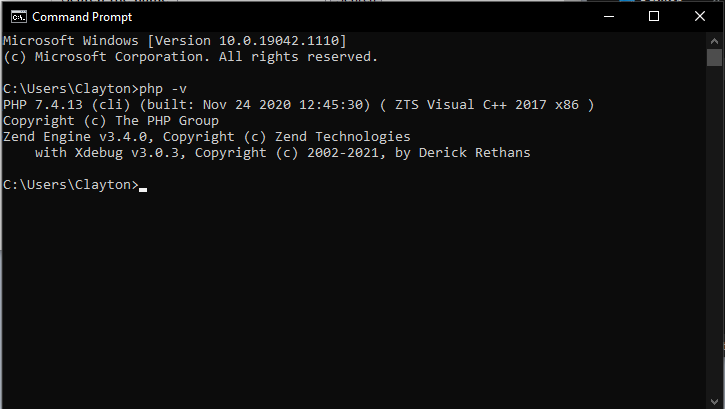 Command Prompt
Microsoft Windows [Version 10.0.19042.1110]
(c) Microsoft Corporation. All rights reserved.
C:\Users\Clayton>php -v
PHP 7.4.13 (cli) (built: Nov 24 2020 12:45:30) ( ZTS Visual C++ 2017 x86 )
Copyright (c) The PHP Group
Zend Engine v3.4.0, Copyright (c) Zend Technologies
    with Xdebug v3.0.3, Copyright (c) 2002-2021, by Derick Rethans
C:\Users\Clayton>